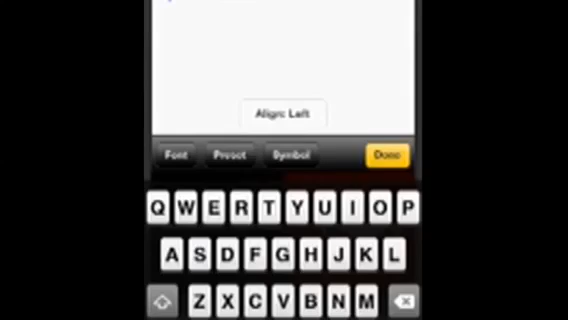 Align: Left
Font Preset Symbol Done
Q W E R T Y U I O P
A S D F G H J K L
Z X C V B N M